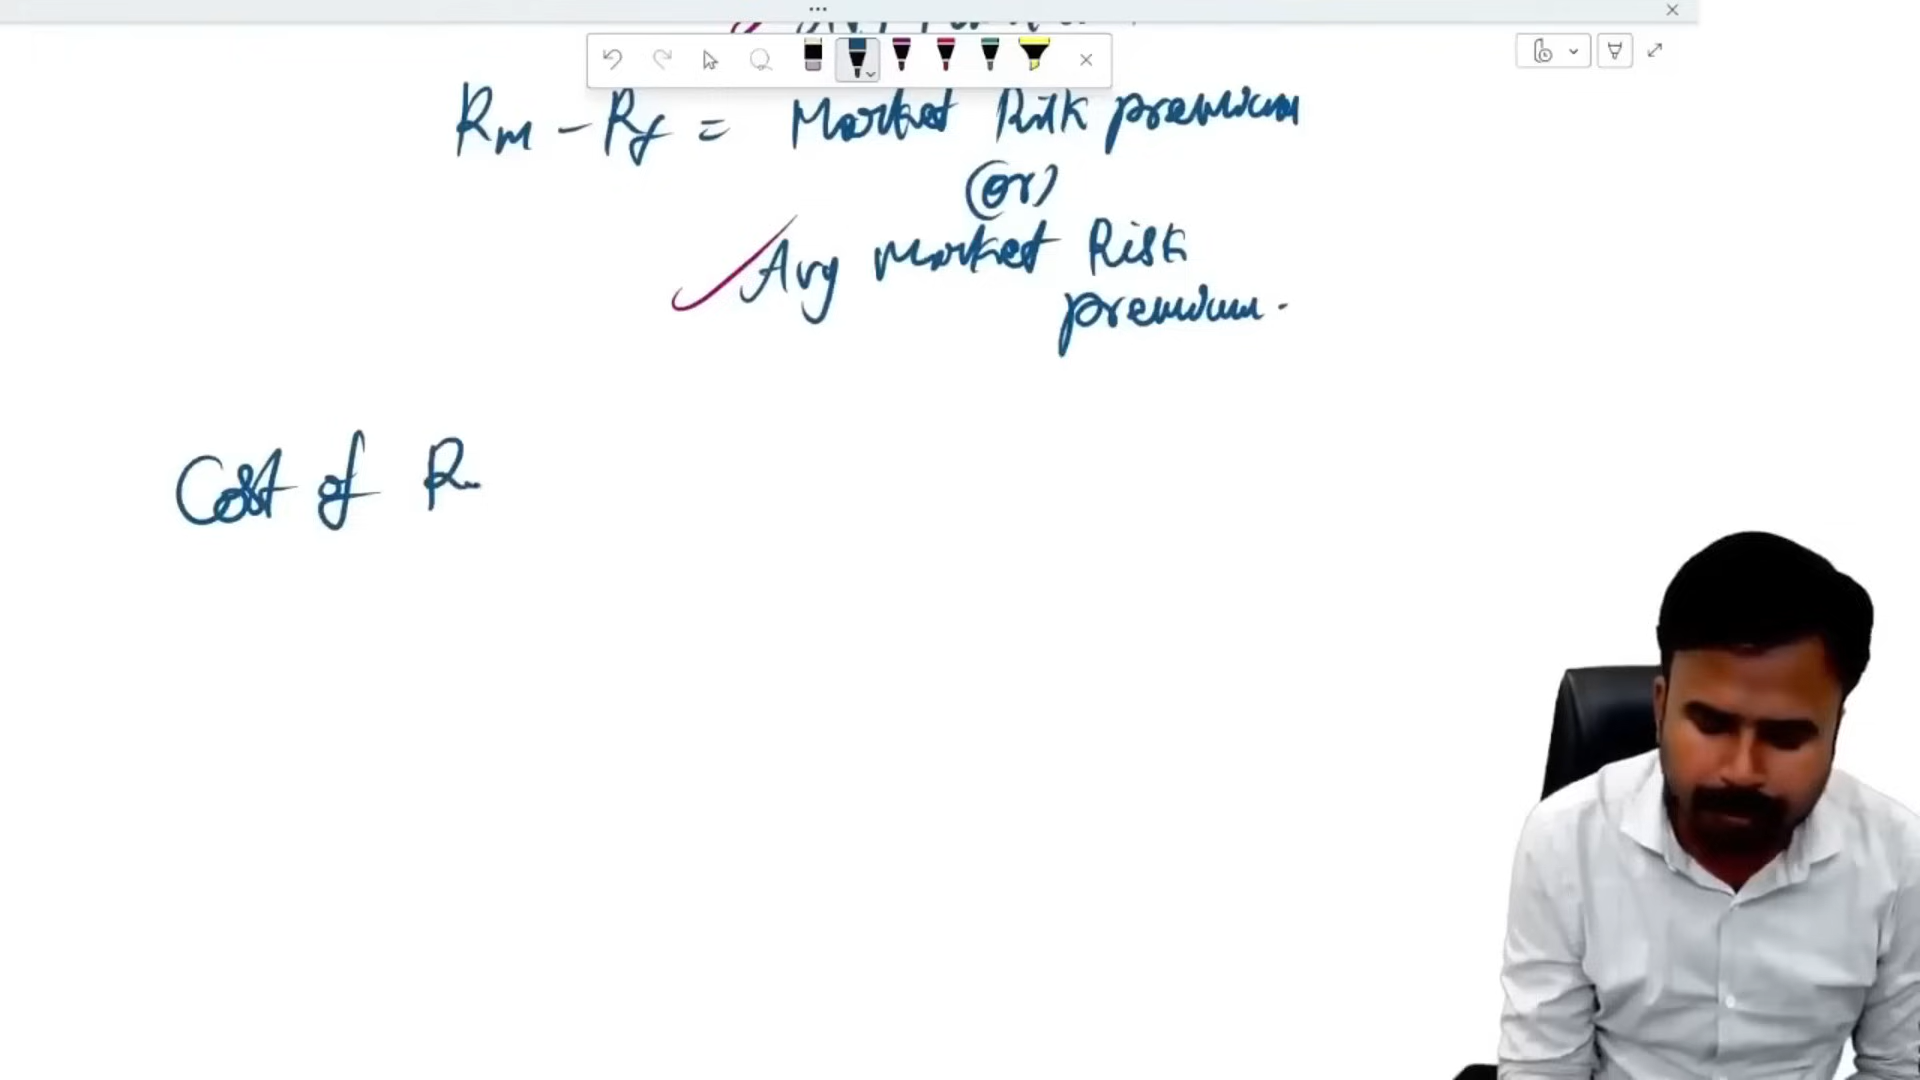 Rm - Rf = Market Risk premium
(or)
Avg Market Risk
premium.
Cost of R